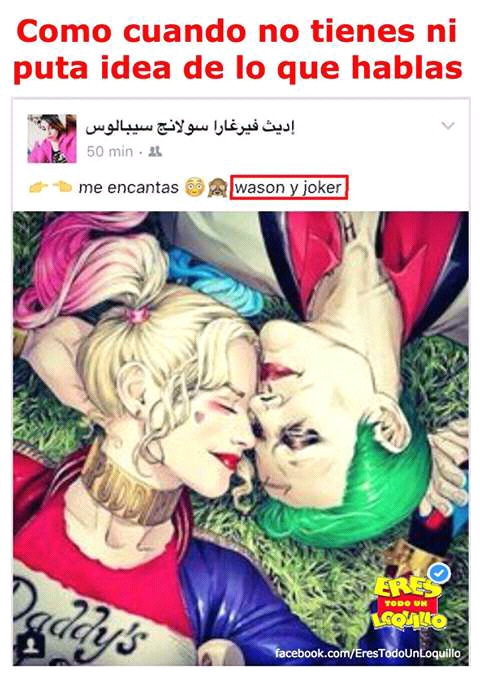 Como cuando no tienes ni
puta idea de lo que hablas
إديث فيرغارا سولانج سيبالوس
50 min
me encantas 😳🙈 wason y joker
Daddy's
ERES
TODO UN
LOQUILLO
facebook.com/EresTodoUnLoquillo